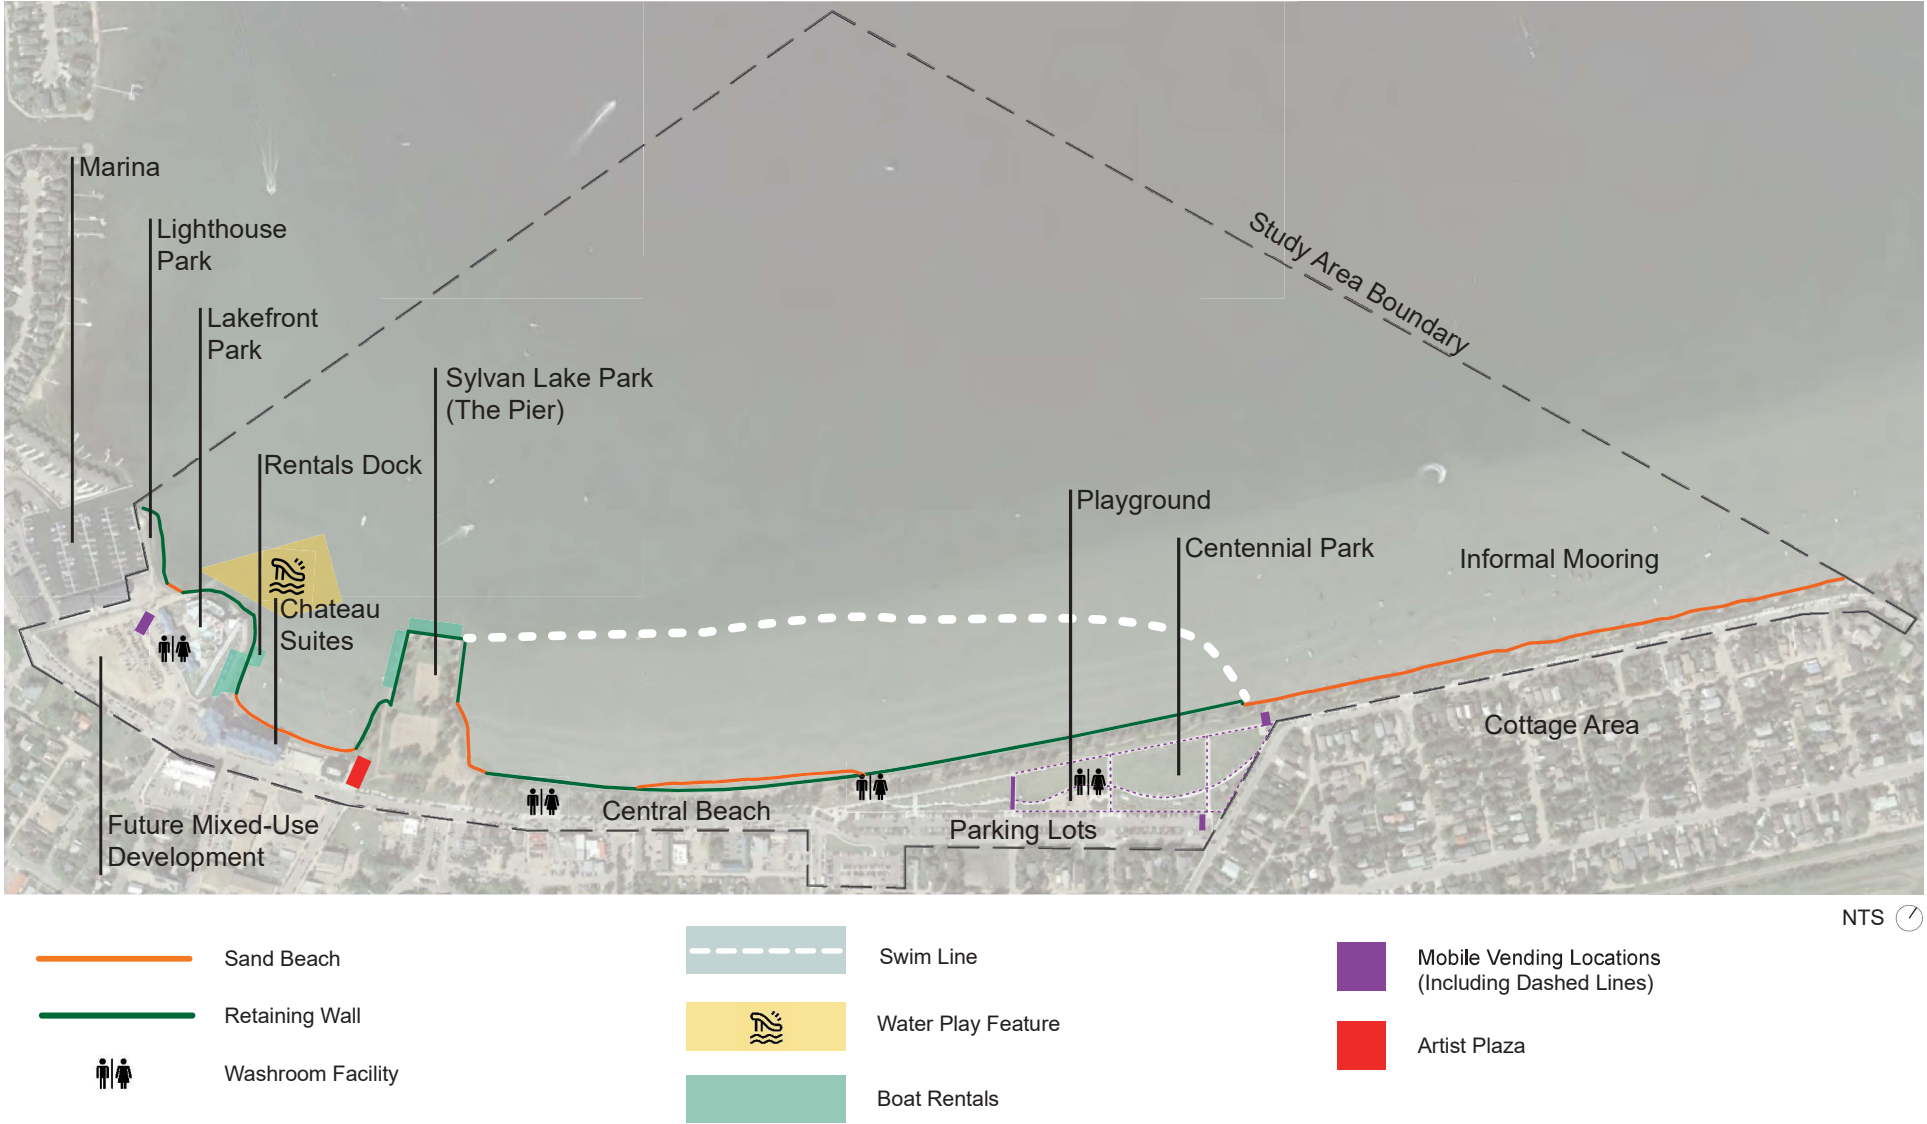 Marina
Lighthouse
Park
Lakefront
Park
Rentals Dock
Chateau
Suites
Sylvan Lake Park
(The Pier)
Study Area Boundary
Playground
Centennial Park
Informal Mooring
Cottage Area
Future Mixed-Use
Development
Central Beach
Parking Lots
NTS
Sand Beach
Retaining Wall
Washroom Facility
Swim Line
Water Play Feature
Boat Rentals
Mobile Vending Locations
(Including Dashed Lines)
Artist Plaza